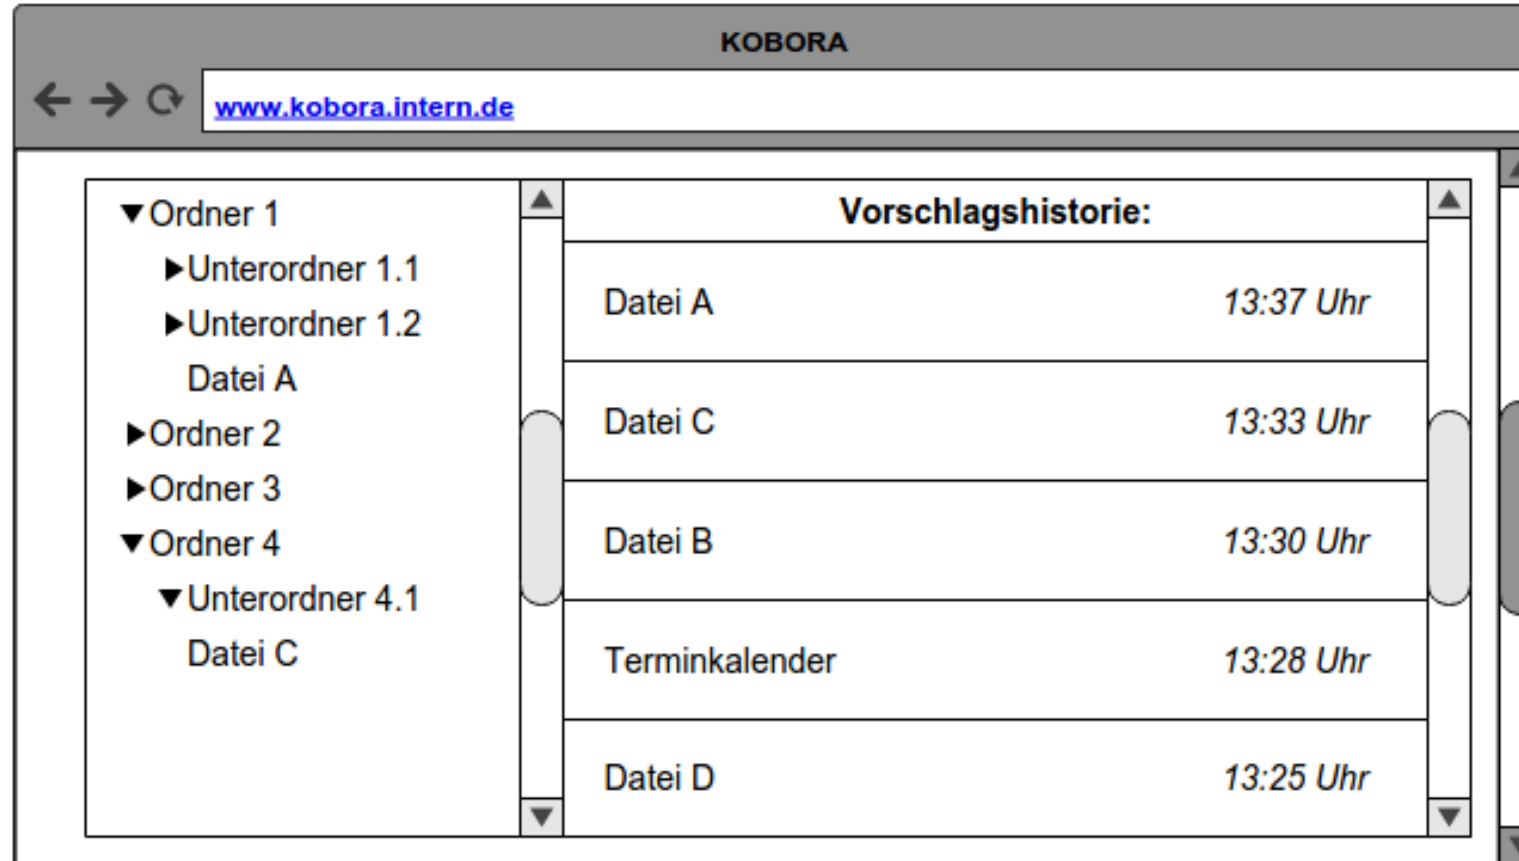 KOBORA
www.kobora.intern.de
Ordner 1
Unterordner 1.1
Unterordner 1.2
Datei A
Ordner 2
Ordner 3
Ordner 4
Unterordner 4.1
Datei C
Vorschlagshistorie:
Datei A 13:37 Uhr
Datei C 13:33 Uhr
Datei B 13:30 Uhr
Terminkalender 13:28 Uhr
Datei D 13:25 Uhr